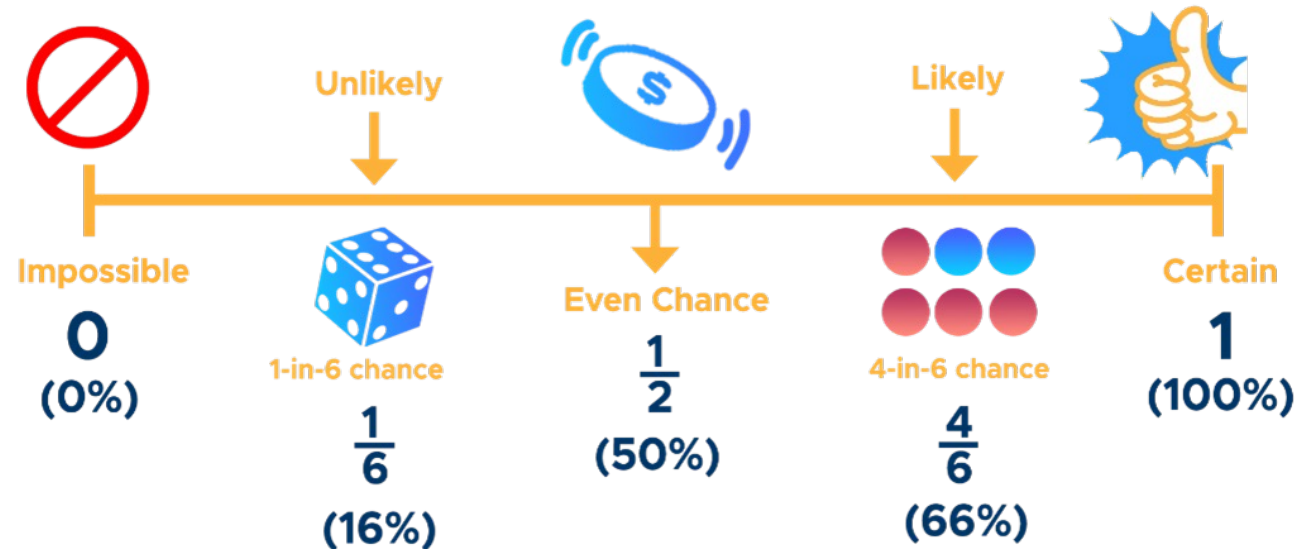 Unlikely
$
Likely
Impossible
0
(0%)
1-in-6 chance
1
6
(16%)
Even Chance
1
2
(50%)
4-in-6 chance
4
6
(66%)
Certain
1
(100%)